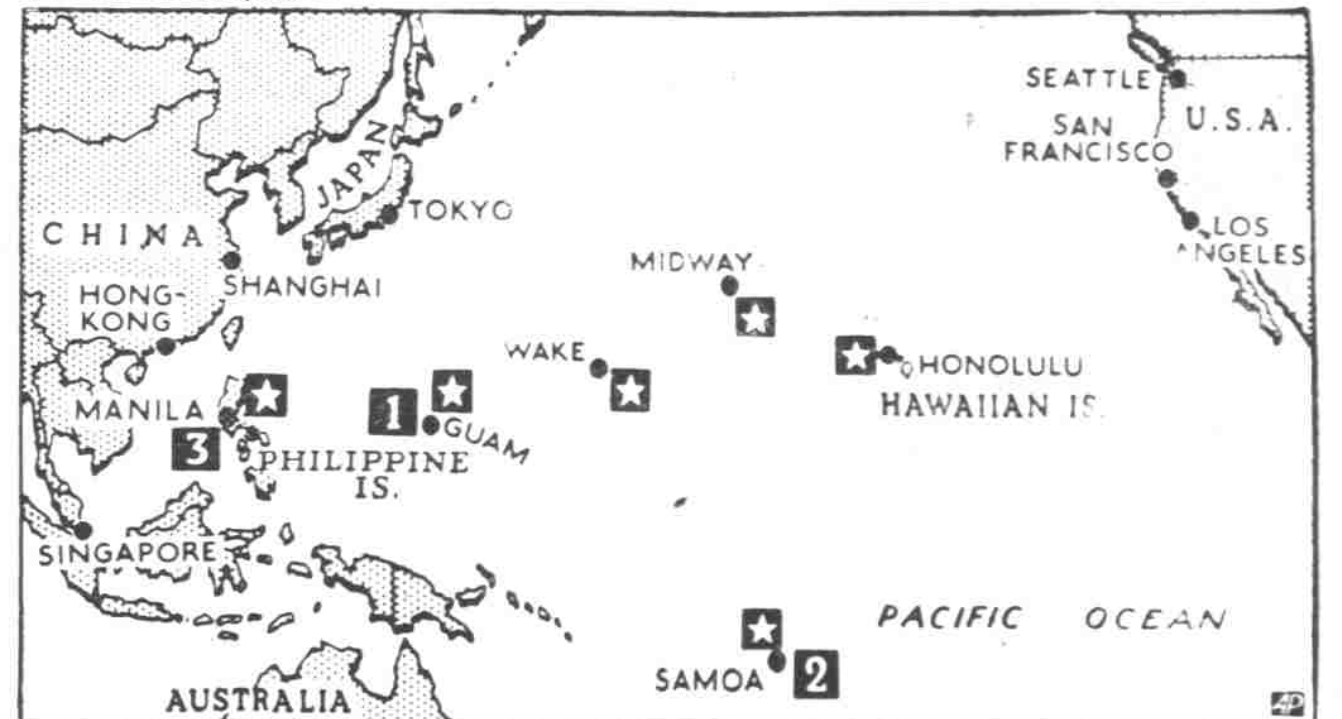 SEATTLE
U.S.A.
SAN
FRANCISCO
JAPAN
TOKYO
CHINA
LOS
ANGELES
SHANGHAI
MIDWAY
HONG-
KONG
WAKE
HONOLULU
HAWAIIAN IS.
MANILA
1
GUAM
3
PHILIPPINE
IS.
SINGAPORE
PACIFIC OCEAN
SAMOA
2
AUSTRALIA
AP